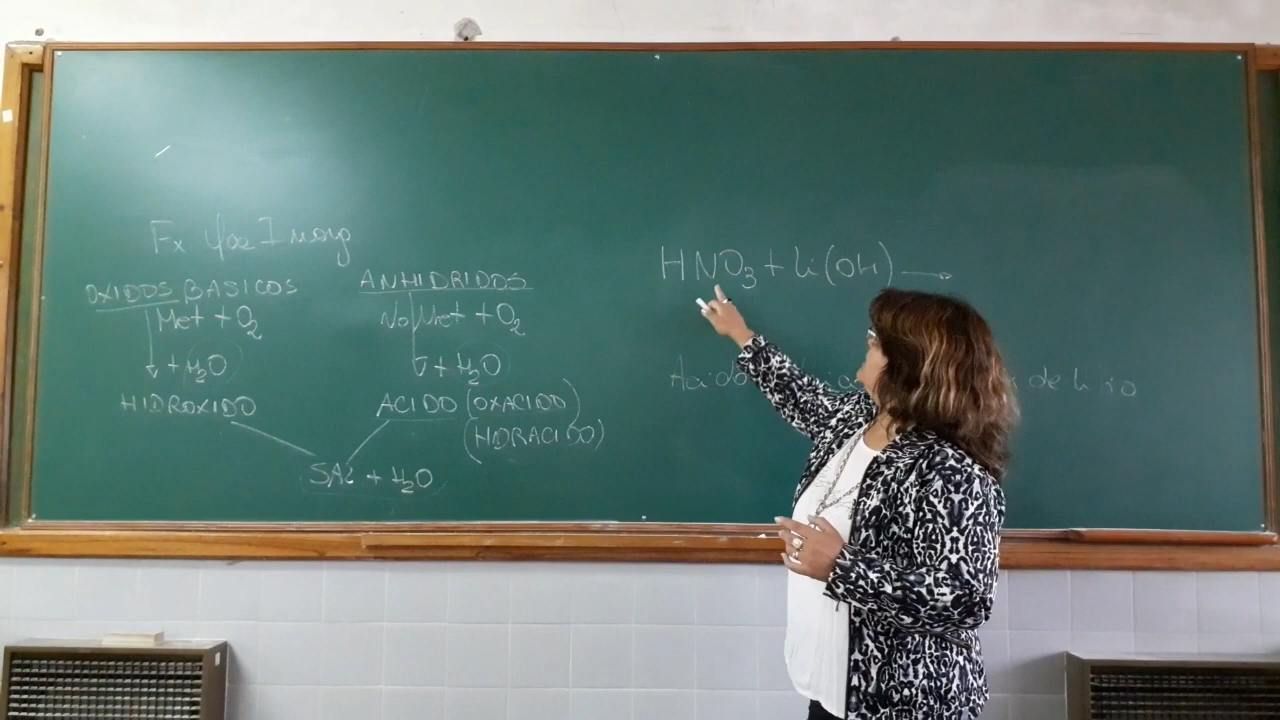 Fx Inorg
OXIDOS BASICOS
Met + O2
+ H2O
HIDROXIDO
ANHIDRIDOS
No Met + O2
+ H2O
ACIDO (OXACIDO)
(HIDRACIDO)
SAL + H2O
HNO3 + Li(OH) →
Acido de litio